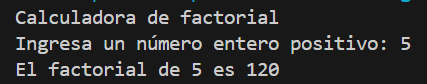 Calculadora de factorial
Ingresa un número entero positivo: 5
El factorial de 5 es 120